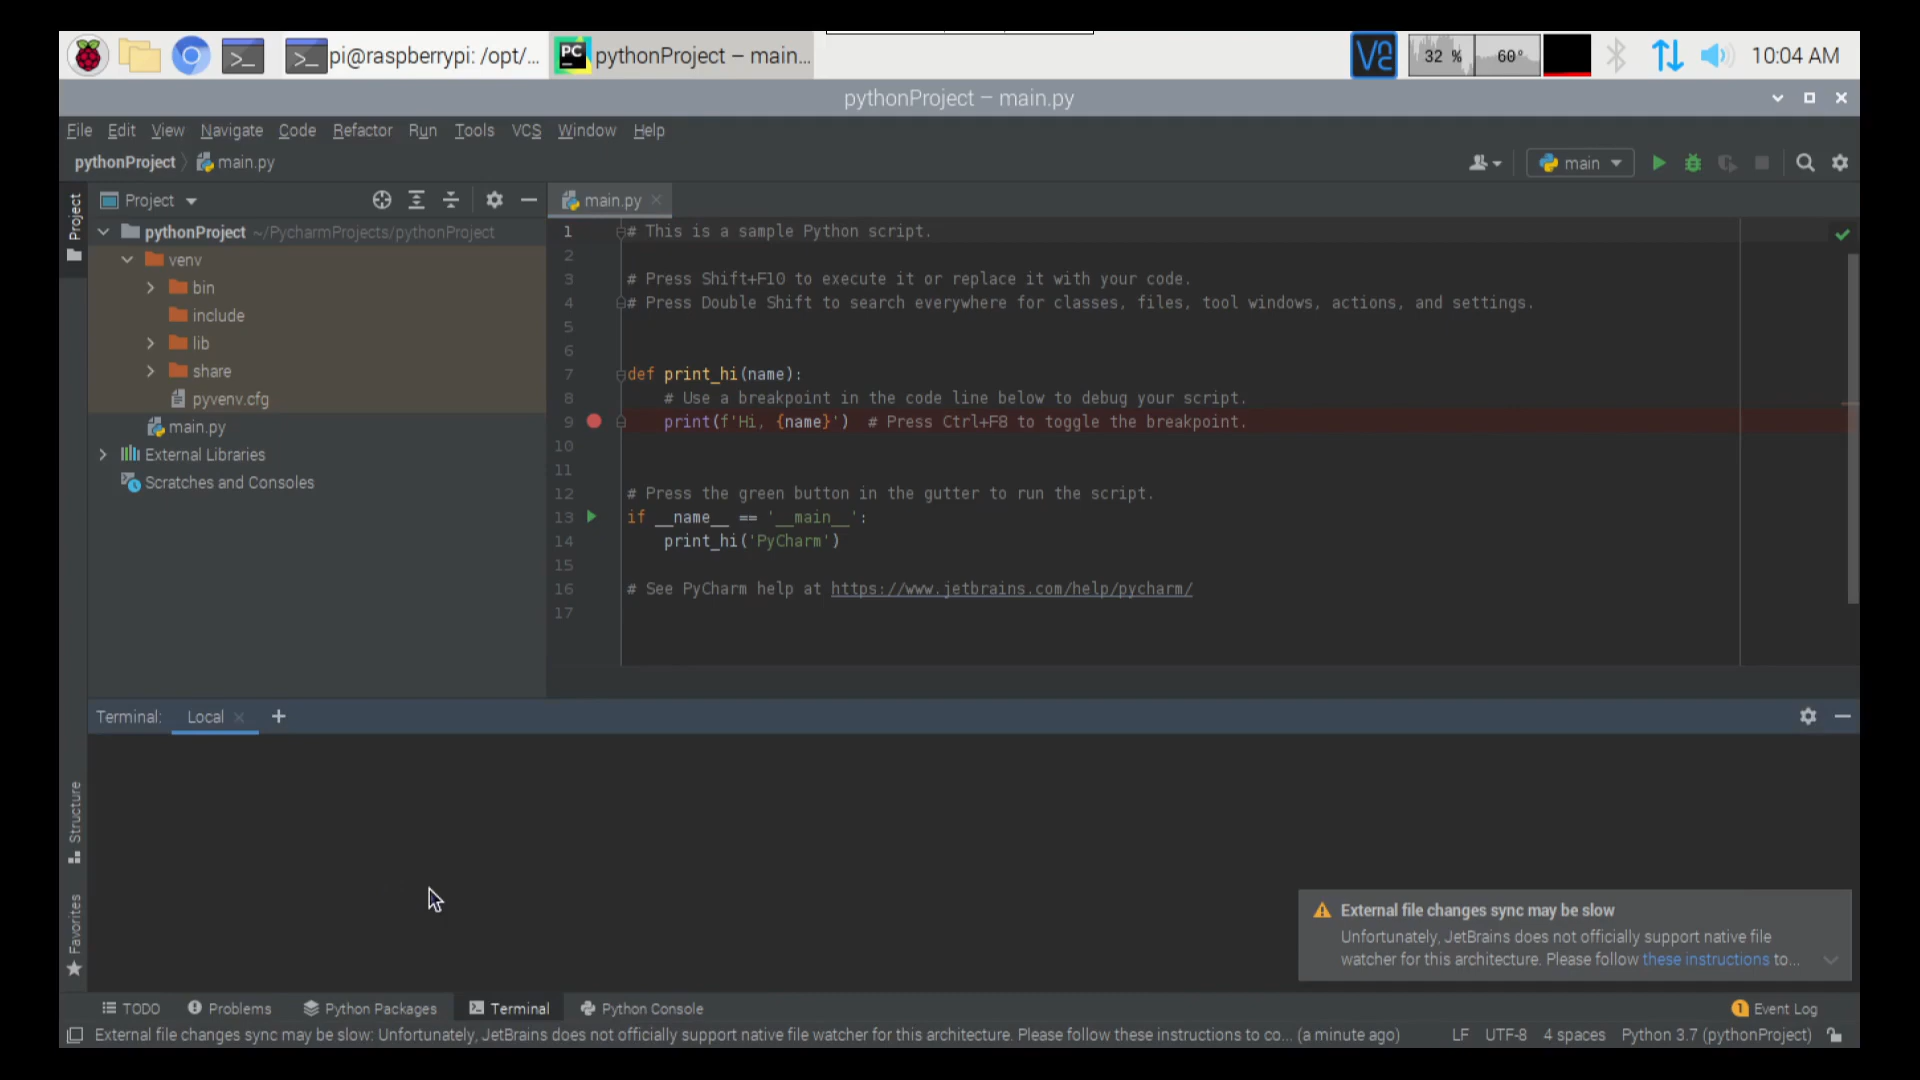 pi@raspberrypi: /opt/...
PC
pythonProject – main...
V2
32 %
60°
10:04 AM
pythonProject – main.py
File Edit View Navigate Code Refactor Run Tools VCS Window Help
pythonProject
main.py
main
Project
Project
main.py
pythonProject ~/PycharmProjects/pythonProject
venv
bin
include
lib
share
pyvenv.cfg
main.py
External Libraries
Scratches and Consoles
1 # This is a sample Python script.
2
3 # Press Shift+F10 to execute it or replace it with your code.
4 # Press Double Shift to search everywhere for classes, files, tool windows, actions, and settings.
5
6
7 def print_hi(name):
8 # Use a breakpoint in the code line below to debug your script.
9 print(f'Hi, {name}')  # Press Ctrl+F8 to toggle the breakpoint.
10
11
12 # Press the green button in the gutter to run the script.
13 if __name__ == '__main__':
14 print_hi('PyCharm')
15
16 # See PyCharm help at https://www.jetbrains.com/help/pycharm/
17
Terminal: Local
Structure
Favorites
External file changes sync may be slow
Unfortunately, JetBrains does not officially support native file
watcher for this architecture. Please follow these instructions to...
TODO Problems Python Packages Terminal Python Console
1 Event Log
External file changes sync may be slow: Unfortunately, JetBrains does not officially support native file watcher for this architecture. Please follow these instructions to co... (a minute ago)
LF UTF-8 4 spaces Python 3.7 (pythonProject)